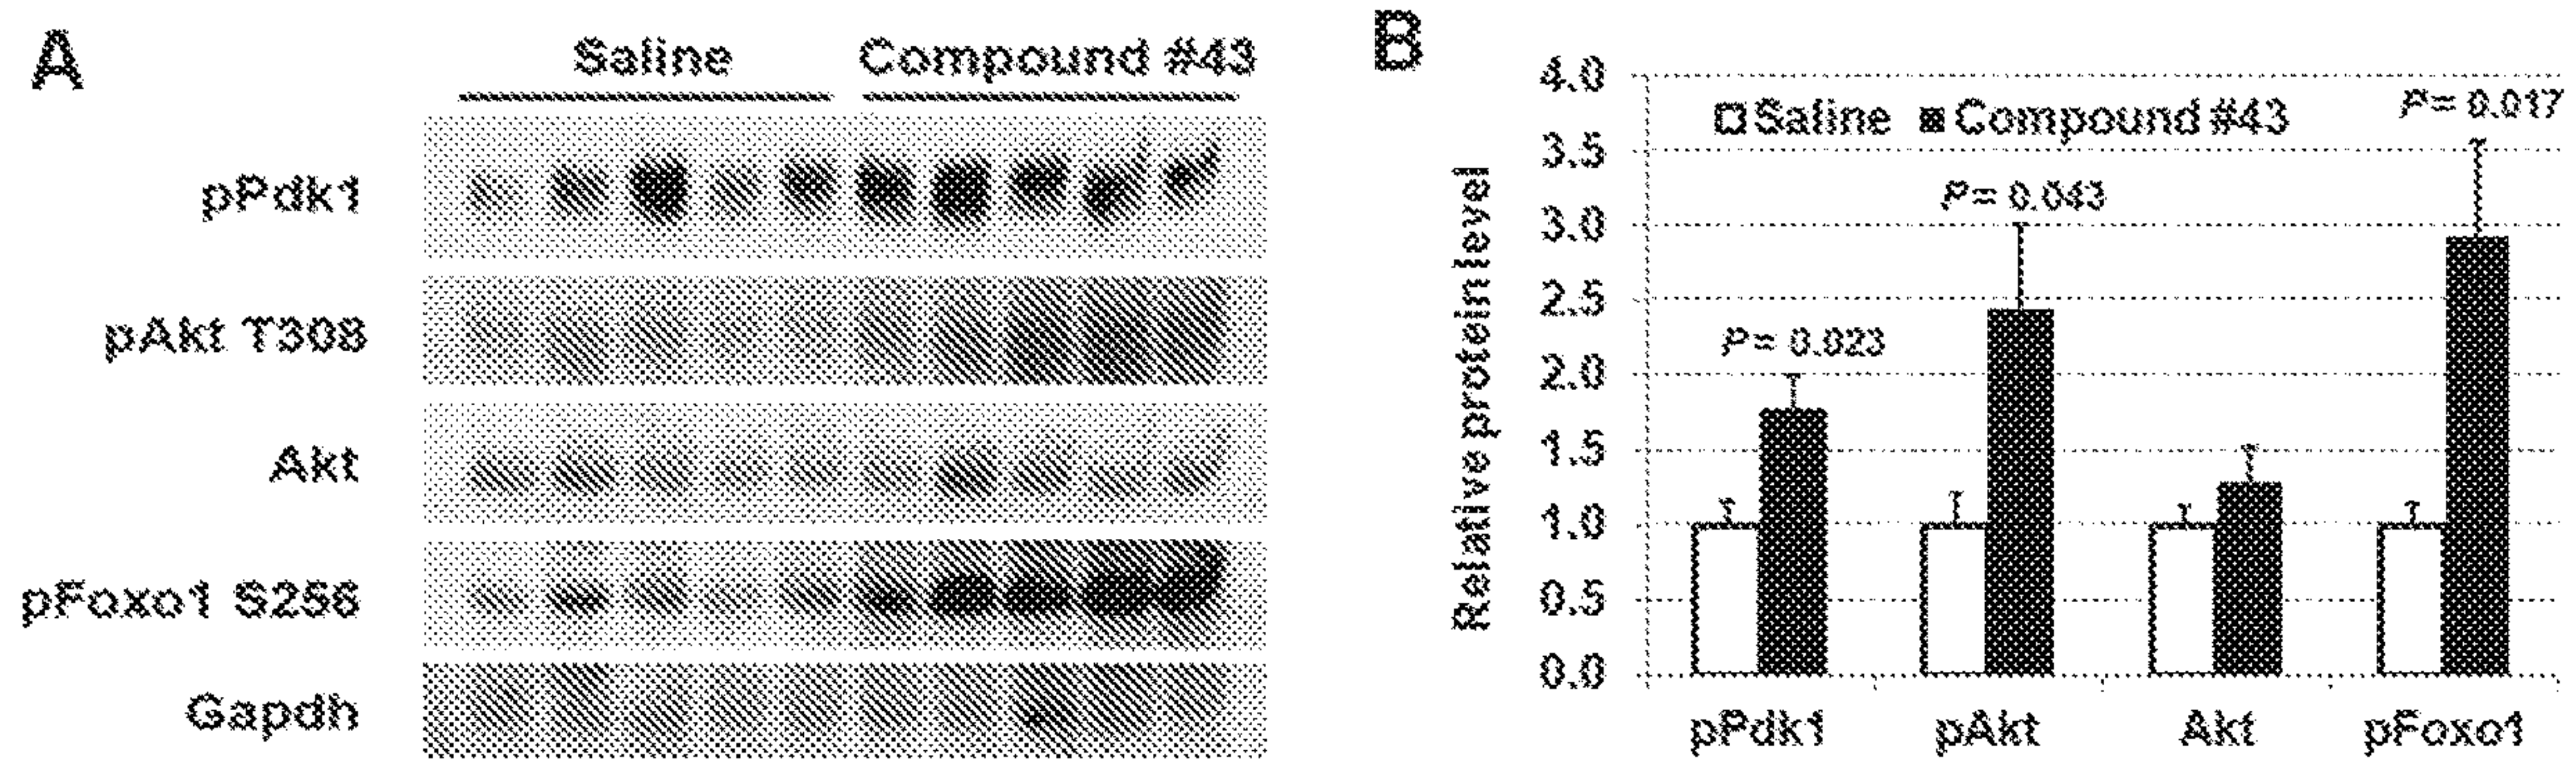 A
Saline Compound #43
pPdk1
pAkt T308
Akt
pFoxo1 S256
Gapdh
B
Relative protein level
4.0
3.5
3.0
2.5
2.0
1.5
1.0
0.5
0.0
Saline Compound #43
P= 0.023
P= 0.043
P= 0.017
pPdk1 pAkt Akt pFoxo1